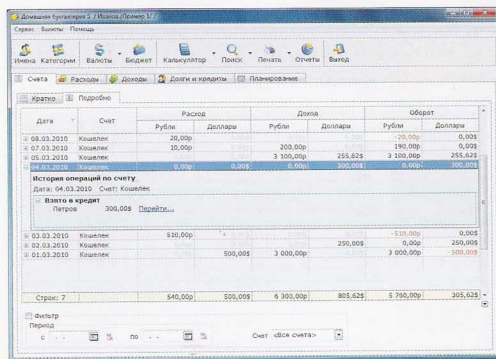 Домашняя бухгалтерия 5 / Иванод /Пример 1/ /
Сервис Валюты Помощь
Имена Категории Валюты Бюджет Калькулятор Поиск Печать Отчеты Выход
Счета Расходы Доходы Долги и кредиты Планирование
Кратко Подробно
Дата Счет Расход Доход Оборот
Рубли Доллары Рубли Доллары Рубли Доллары
08.03.2010 Кошелек 20,00р -20,00р 0,00$
07.03.2010 Кошелек 10,00р 200,00р 190,00р 0,00$
05.03.2010 Кошелек 3 100,00р 255,62$ 3 100,00р 255,62$
04.03.2010 Кошелек 0,00р 0,00$ 0,00р 300,00$ 0,00р 300,00$
История операций по счету
Дата: 04.03.2010 Счет: Кошелек
Взято в кредит
Петров 300,00$ Перейти...
03.03.2010 Кошелек 510,00р -510,00р 0,00$
02.03.2010 Кошелек 250,00$ 0,00р 250,00$
01.03.2010 Кошелек 500,00$ 3 000,00р 3 000,00р -500,00$
Строк: 7 540,00р 500,00$ 6 300,00р 805,62$ 5 760,00р 305,62$
Фильтр
Период
с . . по . . Счет <Все счета>